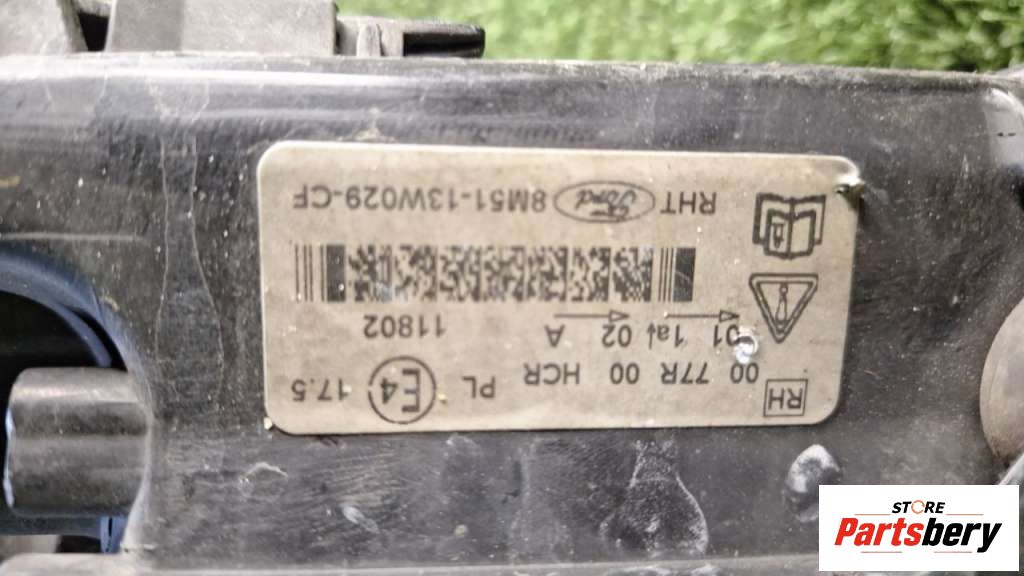 RH
00 77R 00 HCR PL E4 17.5
01 1a 02 A 11802
RHT Ford 8M51-13W029-CF
STORE
Partsbery